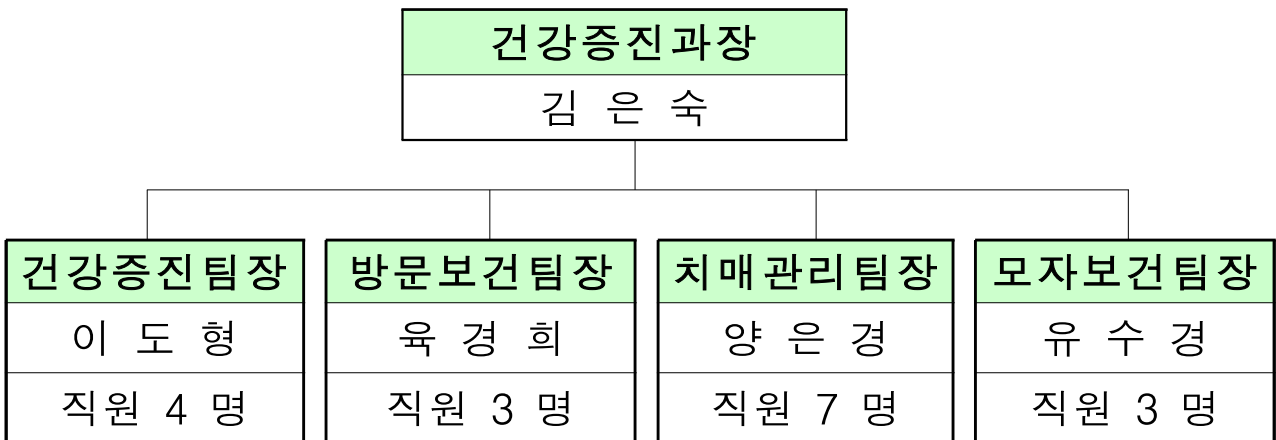 건강증진과장
김 은 숙
건강증진팀장 방문보건팀장 치매관리팀장 모자보건팀장
이 도 형 육 경 희 양 은 경 유 수 경
직원 4 명 직원 3 명 직원 7 명 직원 3 명